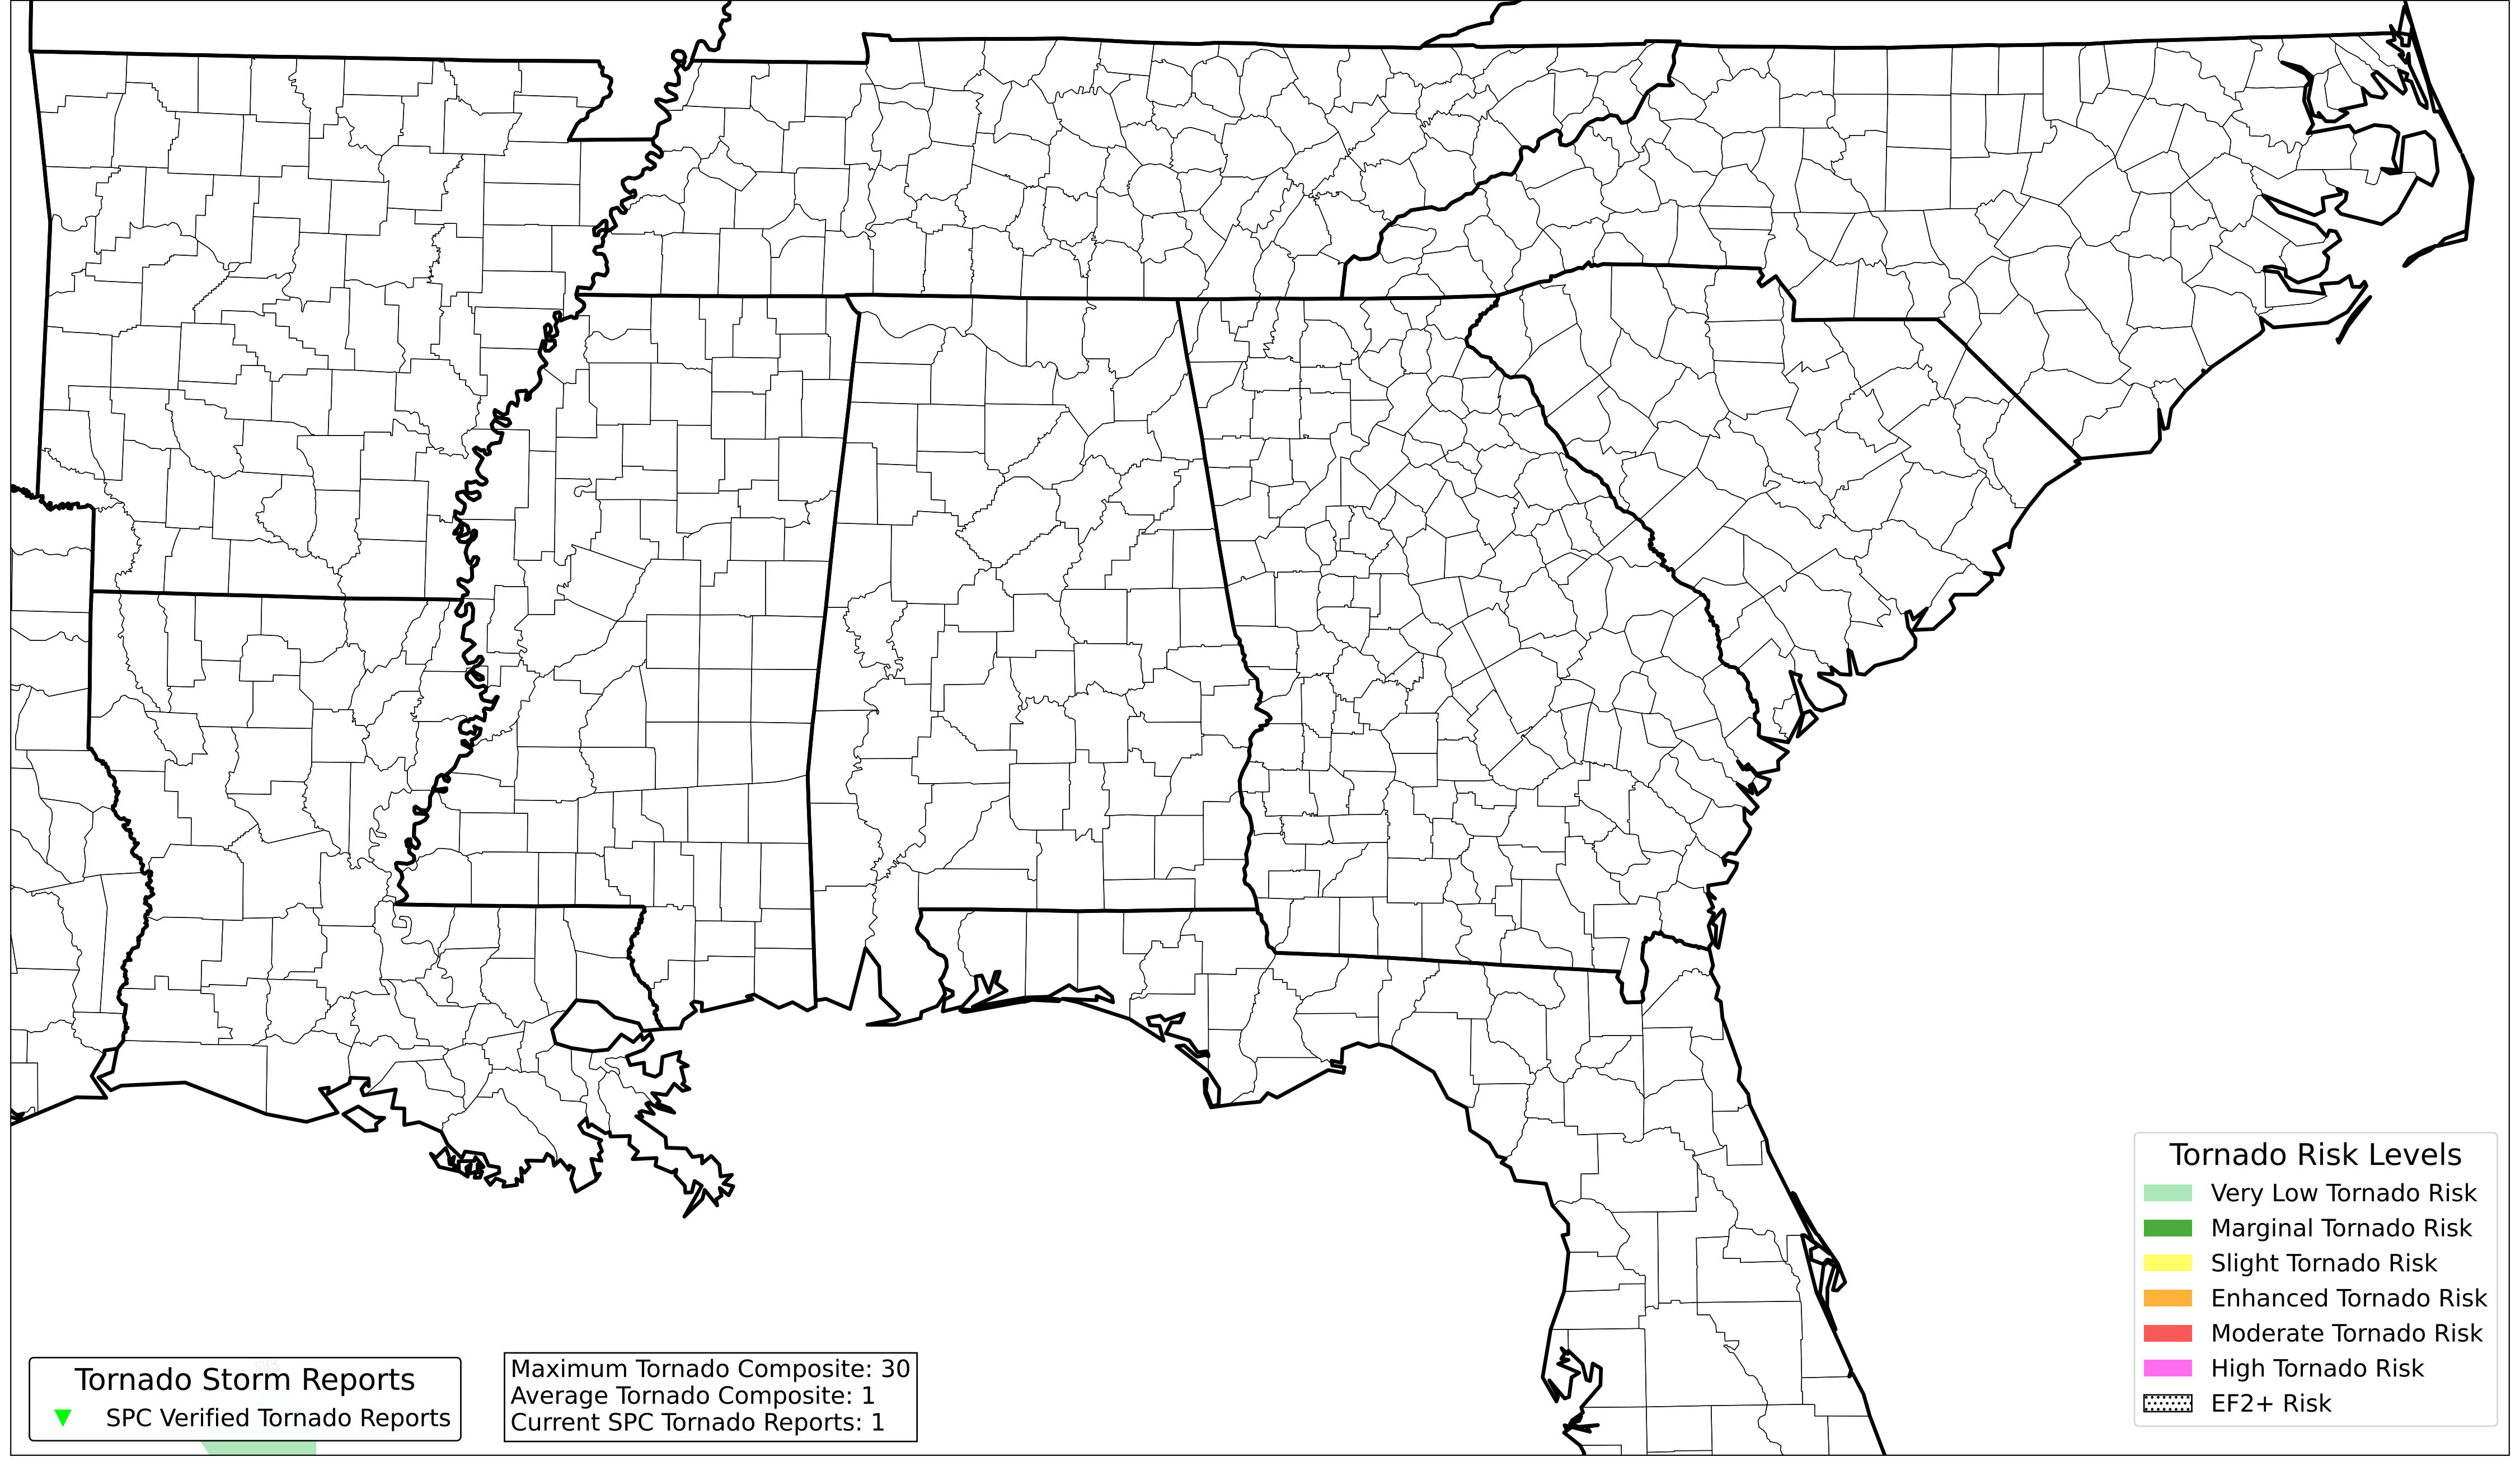 Tornado Risk Levels
Very Low Tornado Risk
Marginal Tornado Risk
Slight Tornado Risk
Enhanced Tornado Risk
Moderate Tornado Risk
High Tornado Risk
EF2+ Risk
Tornado Storm Reports
SPC Verified Tornado Reports
Maximum Tornado Composite: 30
Average Tornado Composite: 1
Current SPC Tornado Reports: 1